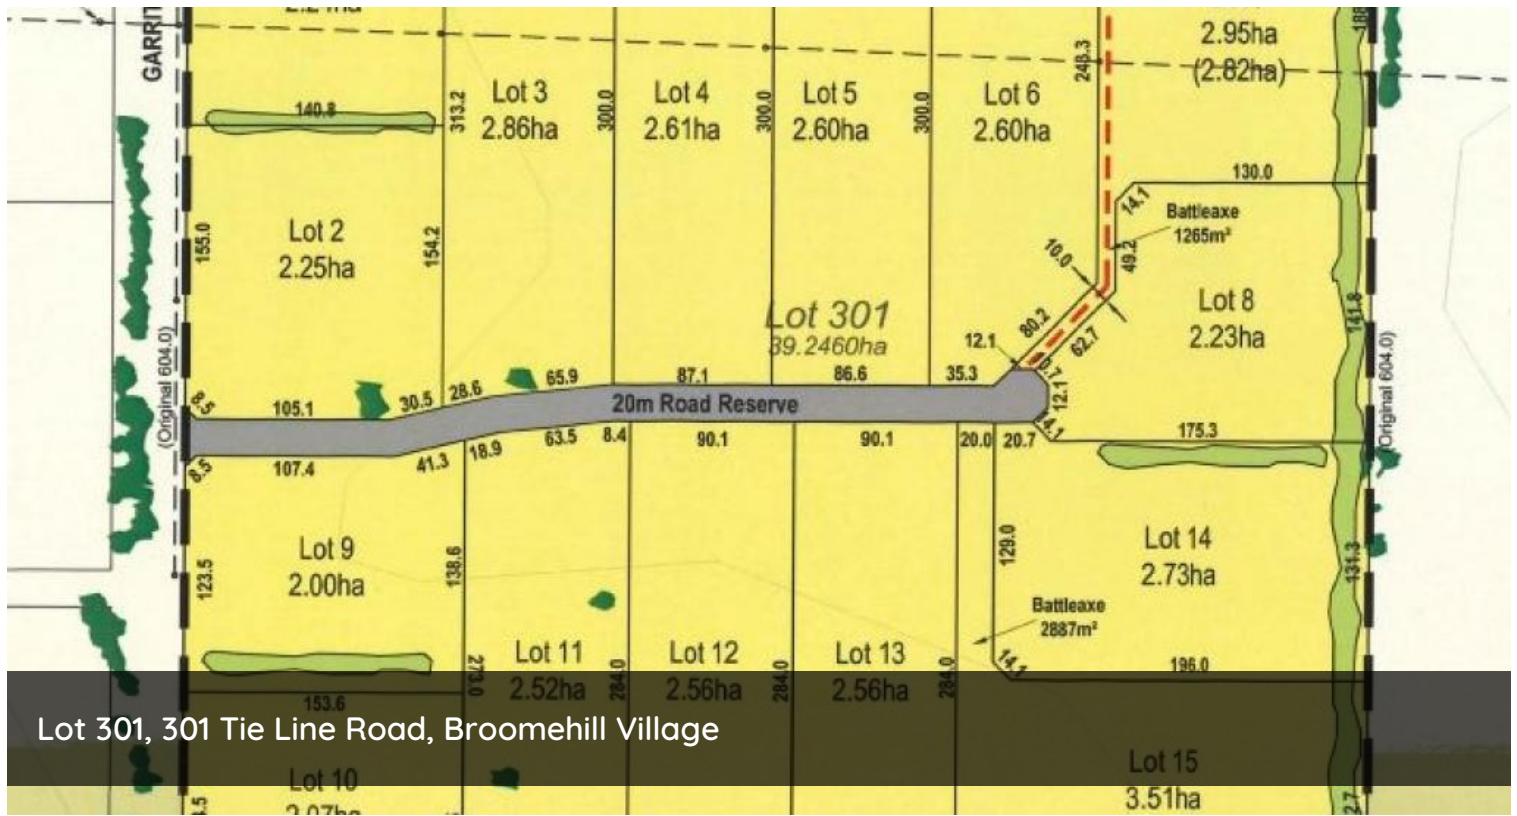 GARRIT
140.8
313.2
Lot 3
2.86ha
300.0
Lot 4
2.61ha
300.0
Lot 5
2.60ha
300.0
Lot 6
2.60ha
248.3
2.95ha
(2.82ha)
188
130.0
14.1
Battleaxe
1265m²
155.0
Lot 2
2.25ha
154.2
10.0
49.2
Lot 8
2.23ha
141.8
Lot 301
39.2460ha
80.2
62.7
12.1
(Original 604.0)
(Original 604.0)
8.5
105.1
30.5
28.6
65.9
87.1
86.6
35.3
12.1
14.1
20m Road Reserve
8.5
107.4
41.3
18.9
63.5
8.4
90.1
90.1
20.0
20.7
175.3
123.5
Lot 9
2.00ha
138.6
129.0
Lot 14
2.73ha
131.3
Battleaxe
2887m²
Lot 11
2.52ha
Lot 12
2.56ha
Lot 13
2.56ha
273.0
284.0
284.0
284.0
14.1
196.0
153.6
Lot 301, 301 Tie Line Road, Broomehill Village
Lot 10
Lot 15
3.51ha